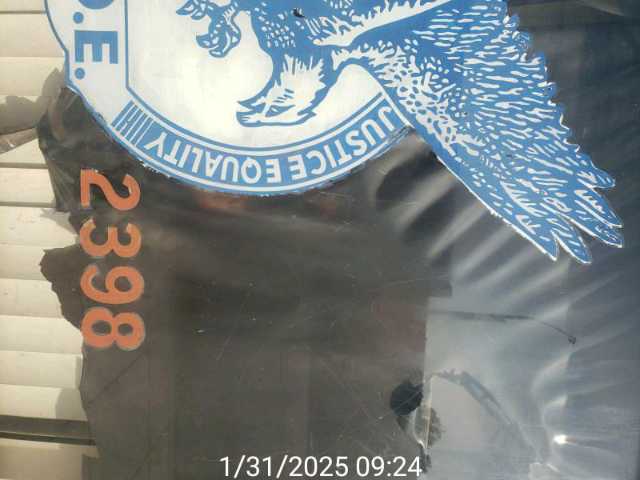 O.E.
JUSTICE EQUALITY
2398
1/31/2025 09:24